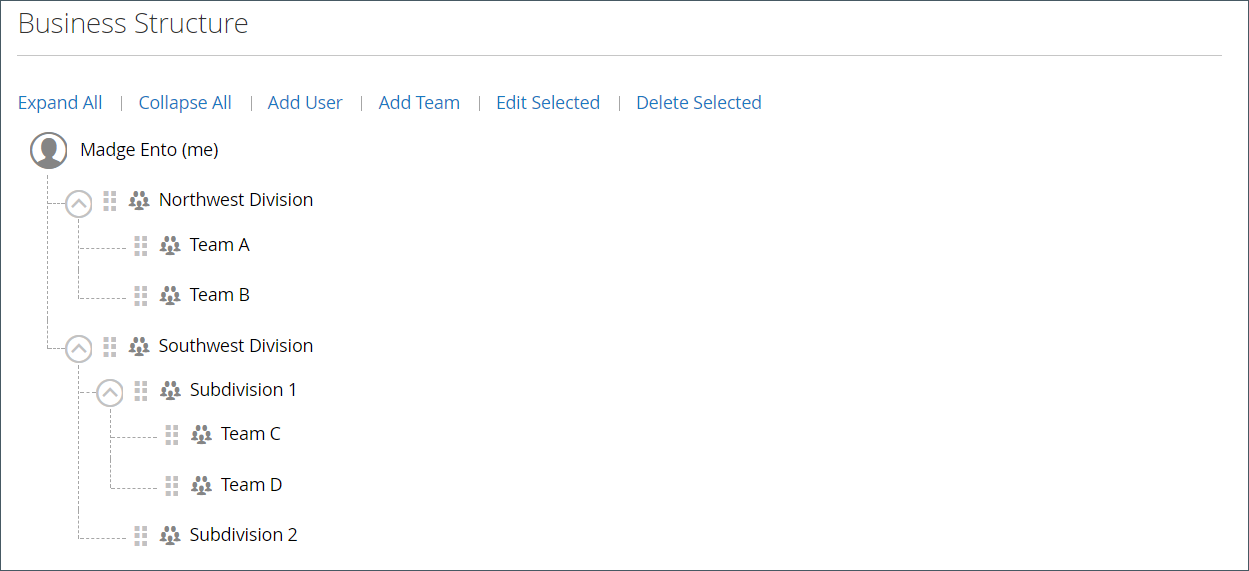 Business Structure
Expand All | Collapse All | Add User | Add Team | Edit Selected | Delete Selected
Madge Ento (me)
Northwest Division
Team A
Team B
Southwest Division
Subdivision 1
Team C
Team D
Subdivision 2